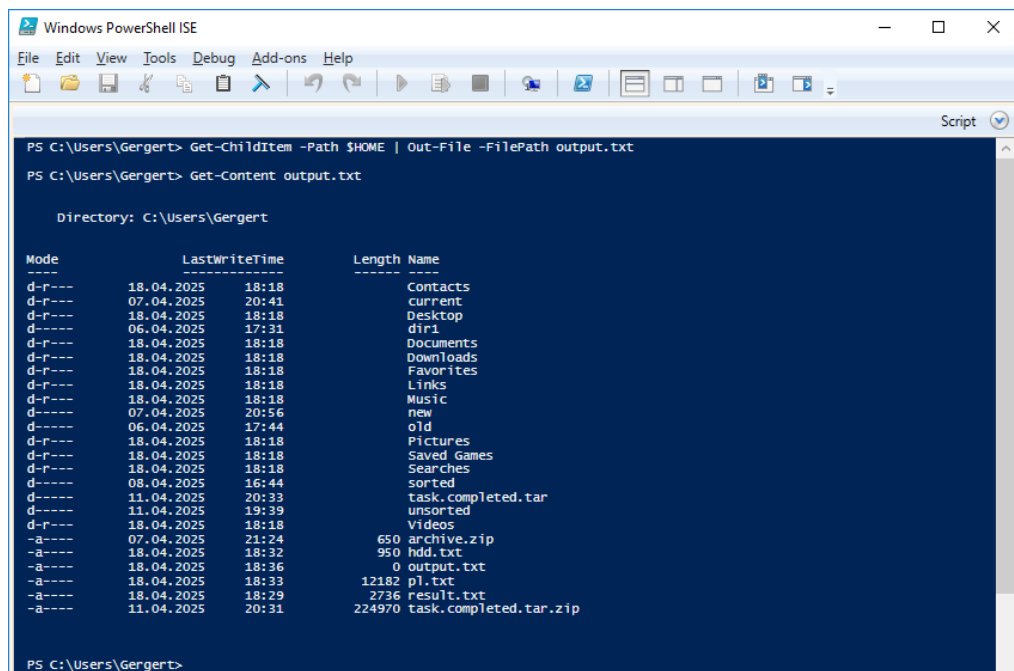 Windows PowerShell ISE
File Edit View Tools Debug Add-ons Help
Script
PS C:\Users\Gergert> Get-ChildItem -Path $HOME | Out-File -FilePath output.txt
PS C:\Users\Gergert> Get-Content output.txt
Directory: C:\Users\Gergert
Mode LastWriteTime Length Name
---- ------------- ------ ----
d-r--- 18.04.2025 18:18 Contacts
d-r--- 07.04.2025 20:41 current
d-r--- 18.04.2025 18:18 Desktop
d----- 06.04.2025 17:31 dir1
d-r--- 18.04.2025 18:18 Documents
d-r--- 18.04.2025 18:18 Downloads
d-r--- 18.04.2025 18:18 Favorites
d-r--- 18.04.2025 18:18 Links
d-r--- 18.04.2025 18:18 Music
d----- 07.04.2025 20:56 new
d----- 06.04.2025 17:44 old
d-r--- 18.04.2025 18:18 Pictures
d-r--- 18.04.2025 18:18 Saved Games
d-r--- 18.04.2025 18:18 Searches
d----- 08.04.2025 16:44 sorted
d----- 11.04.2025 20:33 task.completed.tar
d----- 11.04.2025 19:39 unsorted
d-r--- 18.04.2025 18:18 Videos
-a---- 07.04.2025 21:24 650 archive.zip
-a---- 18.04.2025 18:32 950 hdd.txt
-a---- 18.04.2025 18:36 0 output.txt
-a---- 18.04.2025 18:33 12182 pl.txt
-a---- 18.04.2025 18:29 2736 result.txt
-a---- 11.04.2025 20:31 224970 task.completed.tar.zip
PS C:\Users\Gergert>